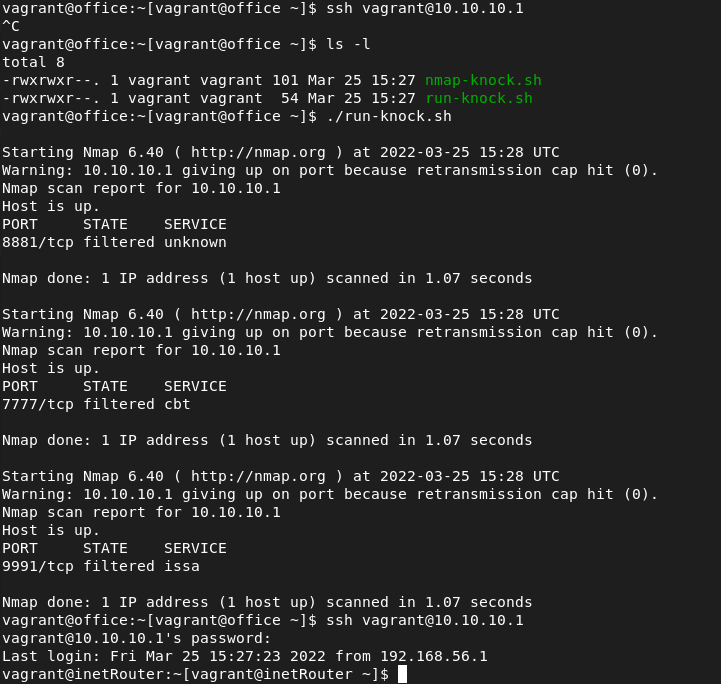 vagrant@office:~[vagrant@office ~]$ ssh vagrant@10.10.10.1
^C
vagrant@office:~[vagrant@office ~]$ ls -l
total 8
-rwxrwxr--. 1 vagrant vagrant 101 Mar 25 15:27 nmap-knock.sh
-rwxrwxr--. 1 vagrant vagrant  54 Mar 25 15:27 run-knock.sh
vagrant@office:~[vagrant@office ~]$ ./run-knock.sh

Starting Nmap 6.40 ( http://nmap.org ) at 2022-03-25 15:28 UTC
Warning: 10.10.10.1 giving up on port because retransmission cap hit (0).
Nmap scan report for 10.10.10.1
Host is up.
PORT     STATE    SERVICE
8881/tcp filtered unknown

Nmap done: 1 IP address (1 host up) scanned in 1.07 seconds

Starting Nmap 6.40 ( http://nmap.org ) at 2022-03-25 15:28 UTC
Warning: 10.10.10.1 giving up on port because retransmission cap hit (0).
Nmap scan report for 10.10.10.1
Host is up.
PORT     STATE    SERVICE
7777/tcp filtered cbt

Nmap done: 1 IP address (1 host up) scanned in 1.07 seconds

Starting Nmap 6.40 ( http://nmap.org ) at 2022-03-25 15:28 UTC
Warning: 10.10.10.1 giving up on port because retransmission cap hit (0).
Nmap scan report for 10.10.10.1
Host is up.
PORT     STATE    SERVICE
9991/tcp filtered issa

Nmap done: 1 IP address (1 host up) scanned in 1.07 seconds
vagrant@office:~[vagrant@office ~]$ ssh vagrant@10.10.10.1
vagrant@10.10.10.1's password:
Last login: Fri Mar 25 15:27:23 2022 from 192.168.56.1
vagrant@inetRouter:~[vagrant@inetRouter ~]$